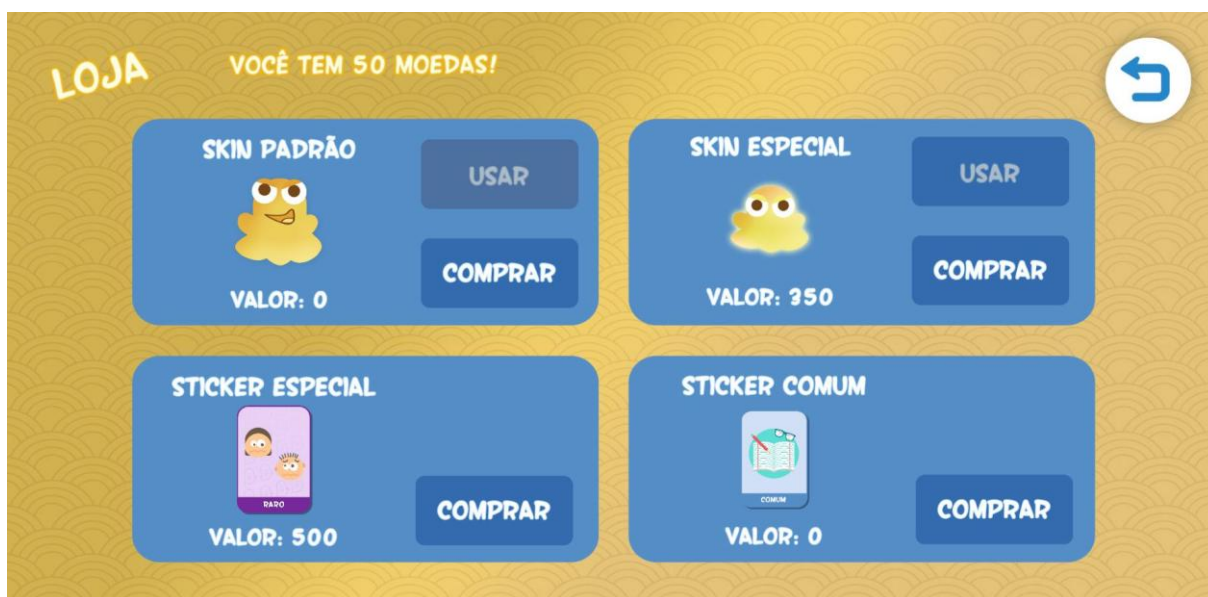 LOJA
VOCÊ TEM 50 MOEDAS!
SKIN PADRÃO
USAR
COMPRAR
VALOR: 0
SKIN ESPECIAL
USAR
COMPRAR
VALOR: 350
STICKER ESPECIAL
RARO
COMPRAR
VALOR: 500
STICKER COMUM
COMUM
COMPRAR
VALOR: 0